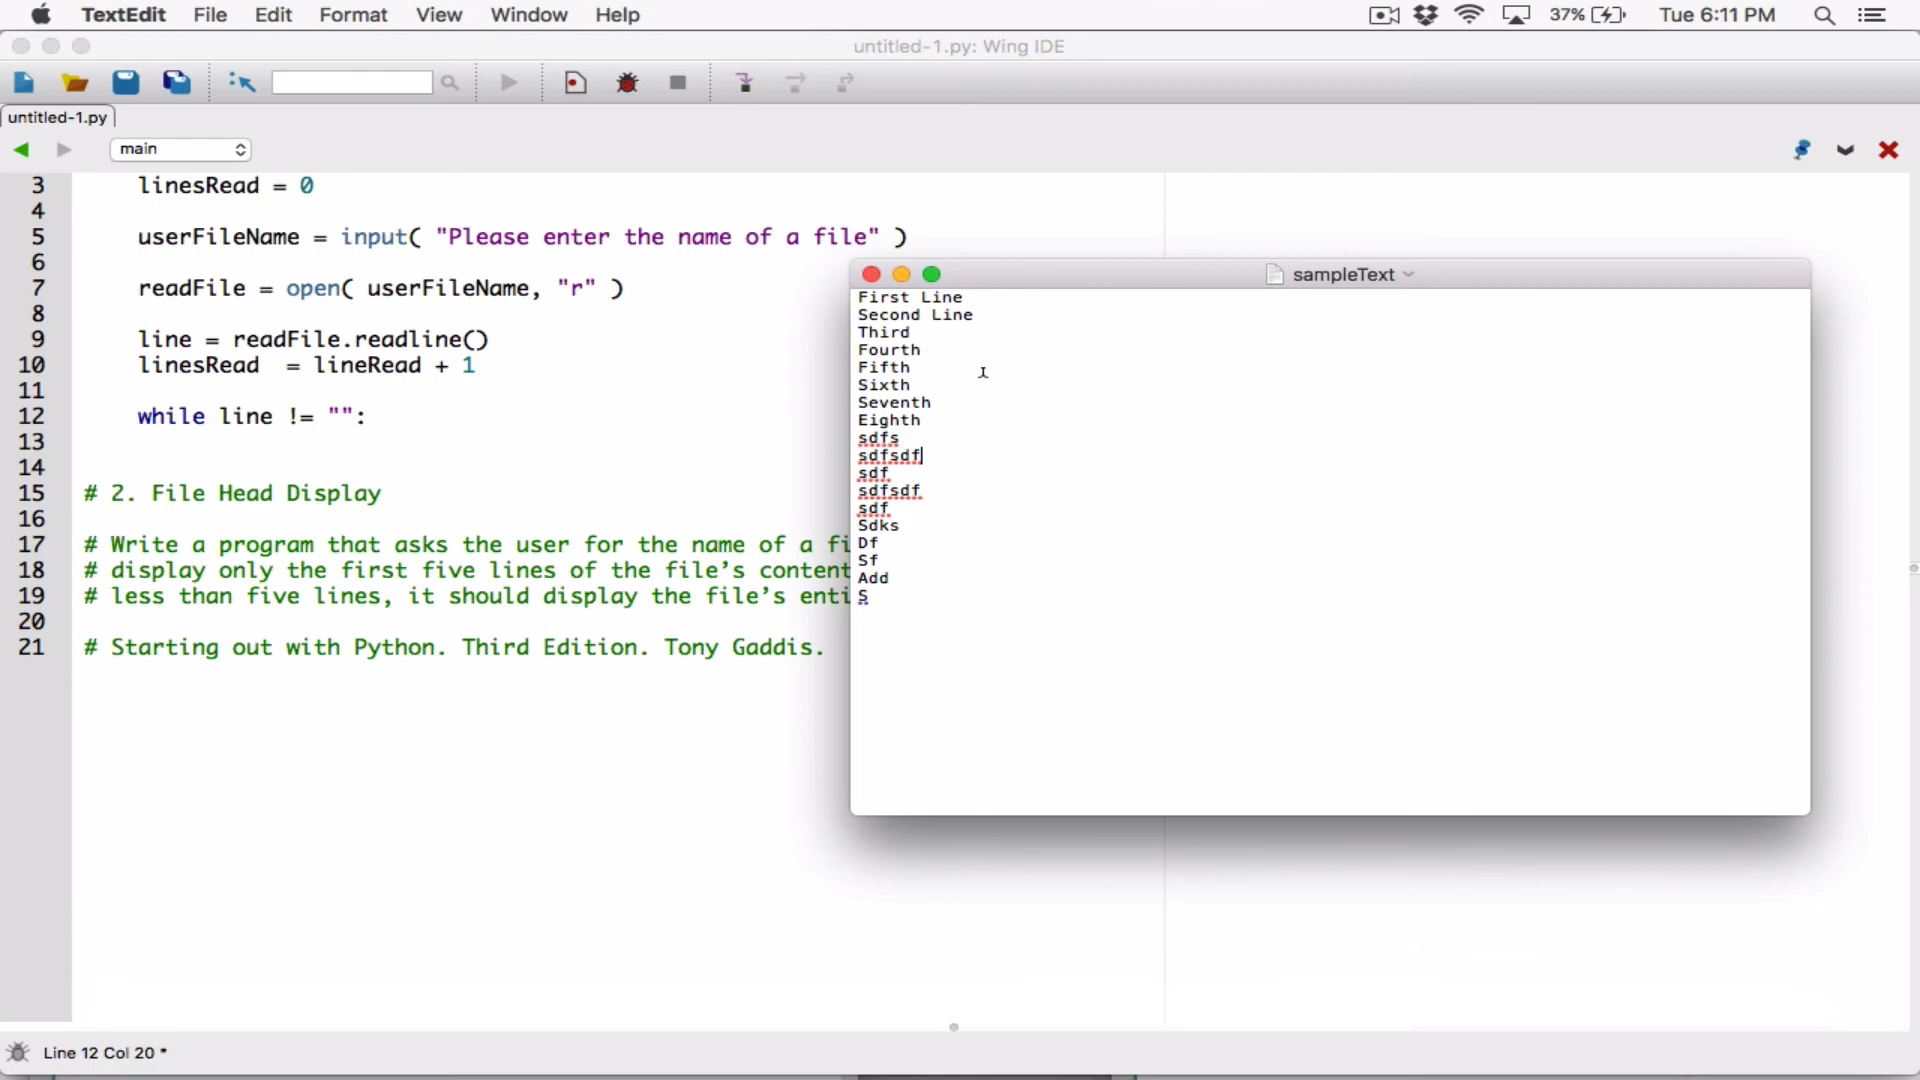 TextEdit File Edit Format View Window Help 37% Tue 6:11 PM
untitled-1.py: Wing IDE
untitled-1.py
main
3 linesRead = 0
4
5 userFileName = input( "Please enter the name of a file" )
6
7 readFile = open( userFileName, "r" )
8
9 line = readFile.readline()
10 linesRead  = lineRead + 1
11
12 while line != "":
13
14
15 # 2. File Head Display
16
17 # Write a program that asks the user for the name of a fi
18 # display only the first five lines of the file’s content
19 # less than five lines, it should display the file’s enti
20
21 # Starting out with Python. Third Edition. Tony Gaddis.
sampleText
First Line
Second Line
Third
Fourth
Fifth
Sixth
Seventh
Eighth
sdfs
sdfsdf
sdf
sdfsdf
sdf
Sdks
Df
Sf
Add
S
Line 12 Col 20 *